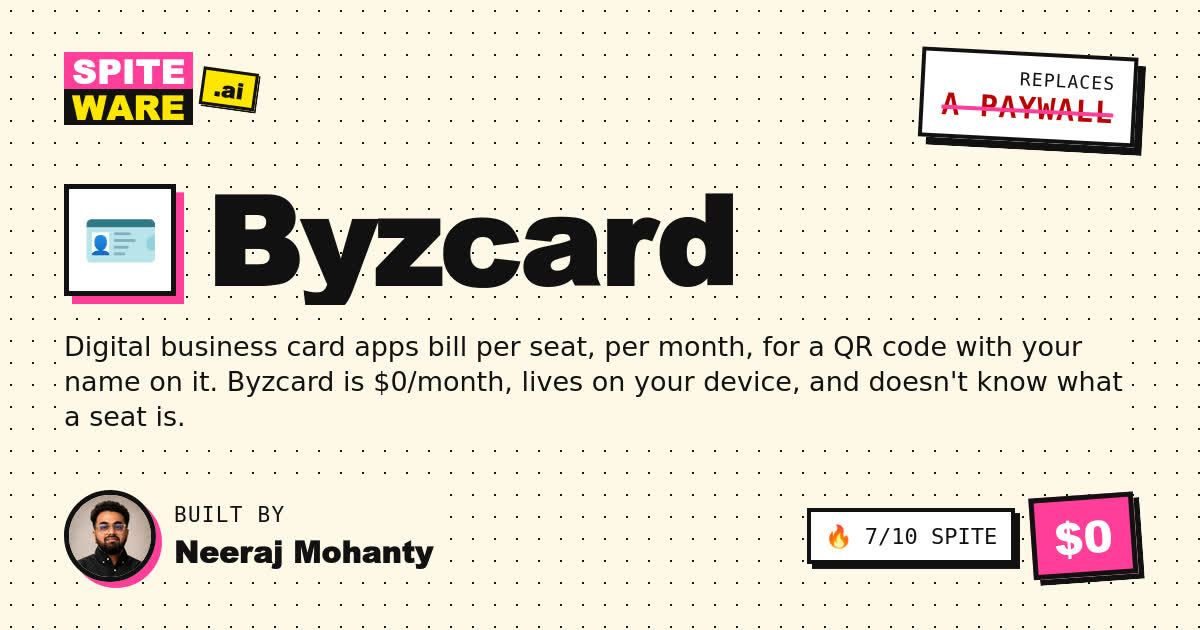 SPITE
WARE
.ai
REPLACES
A PAYWALL
Byzcard
Digital business card apps bill per seat, per month, for a QR code with your
name on it. Byzcard is $0/month, lives on your device, and doesn't know what
a seat is.
BUILT BY
Neeraj Mohanty
7/10 SPITE
$0